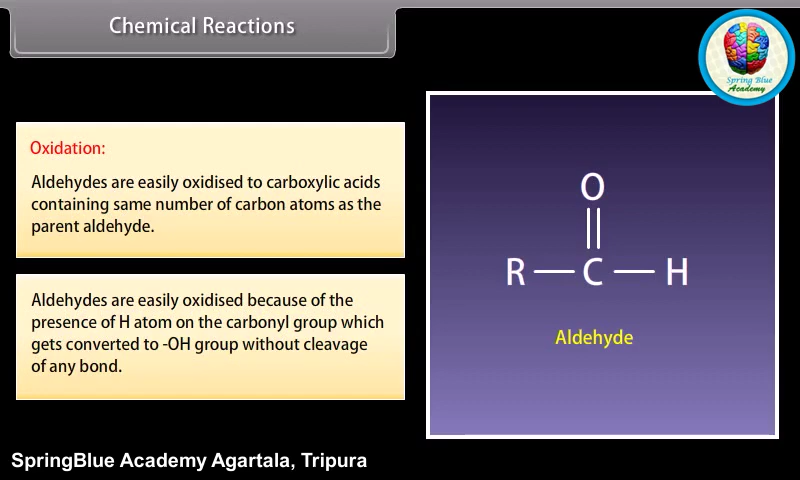 Chemical Reactions
Spring Blue
Academy
Oxidation:
Aldehydes are easily oxidised to carboxylic acids
containing same number of carbon atoms as the
parent aldehyde.
Aldehydes are easily oxidised because of the
presence of H atom on the carbonyl group which
gets converted to -OH group without cleavage
of any bond.
O
R — C — H
Aldehyde
SpringBlue Academy Agartala, Tripura